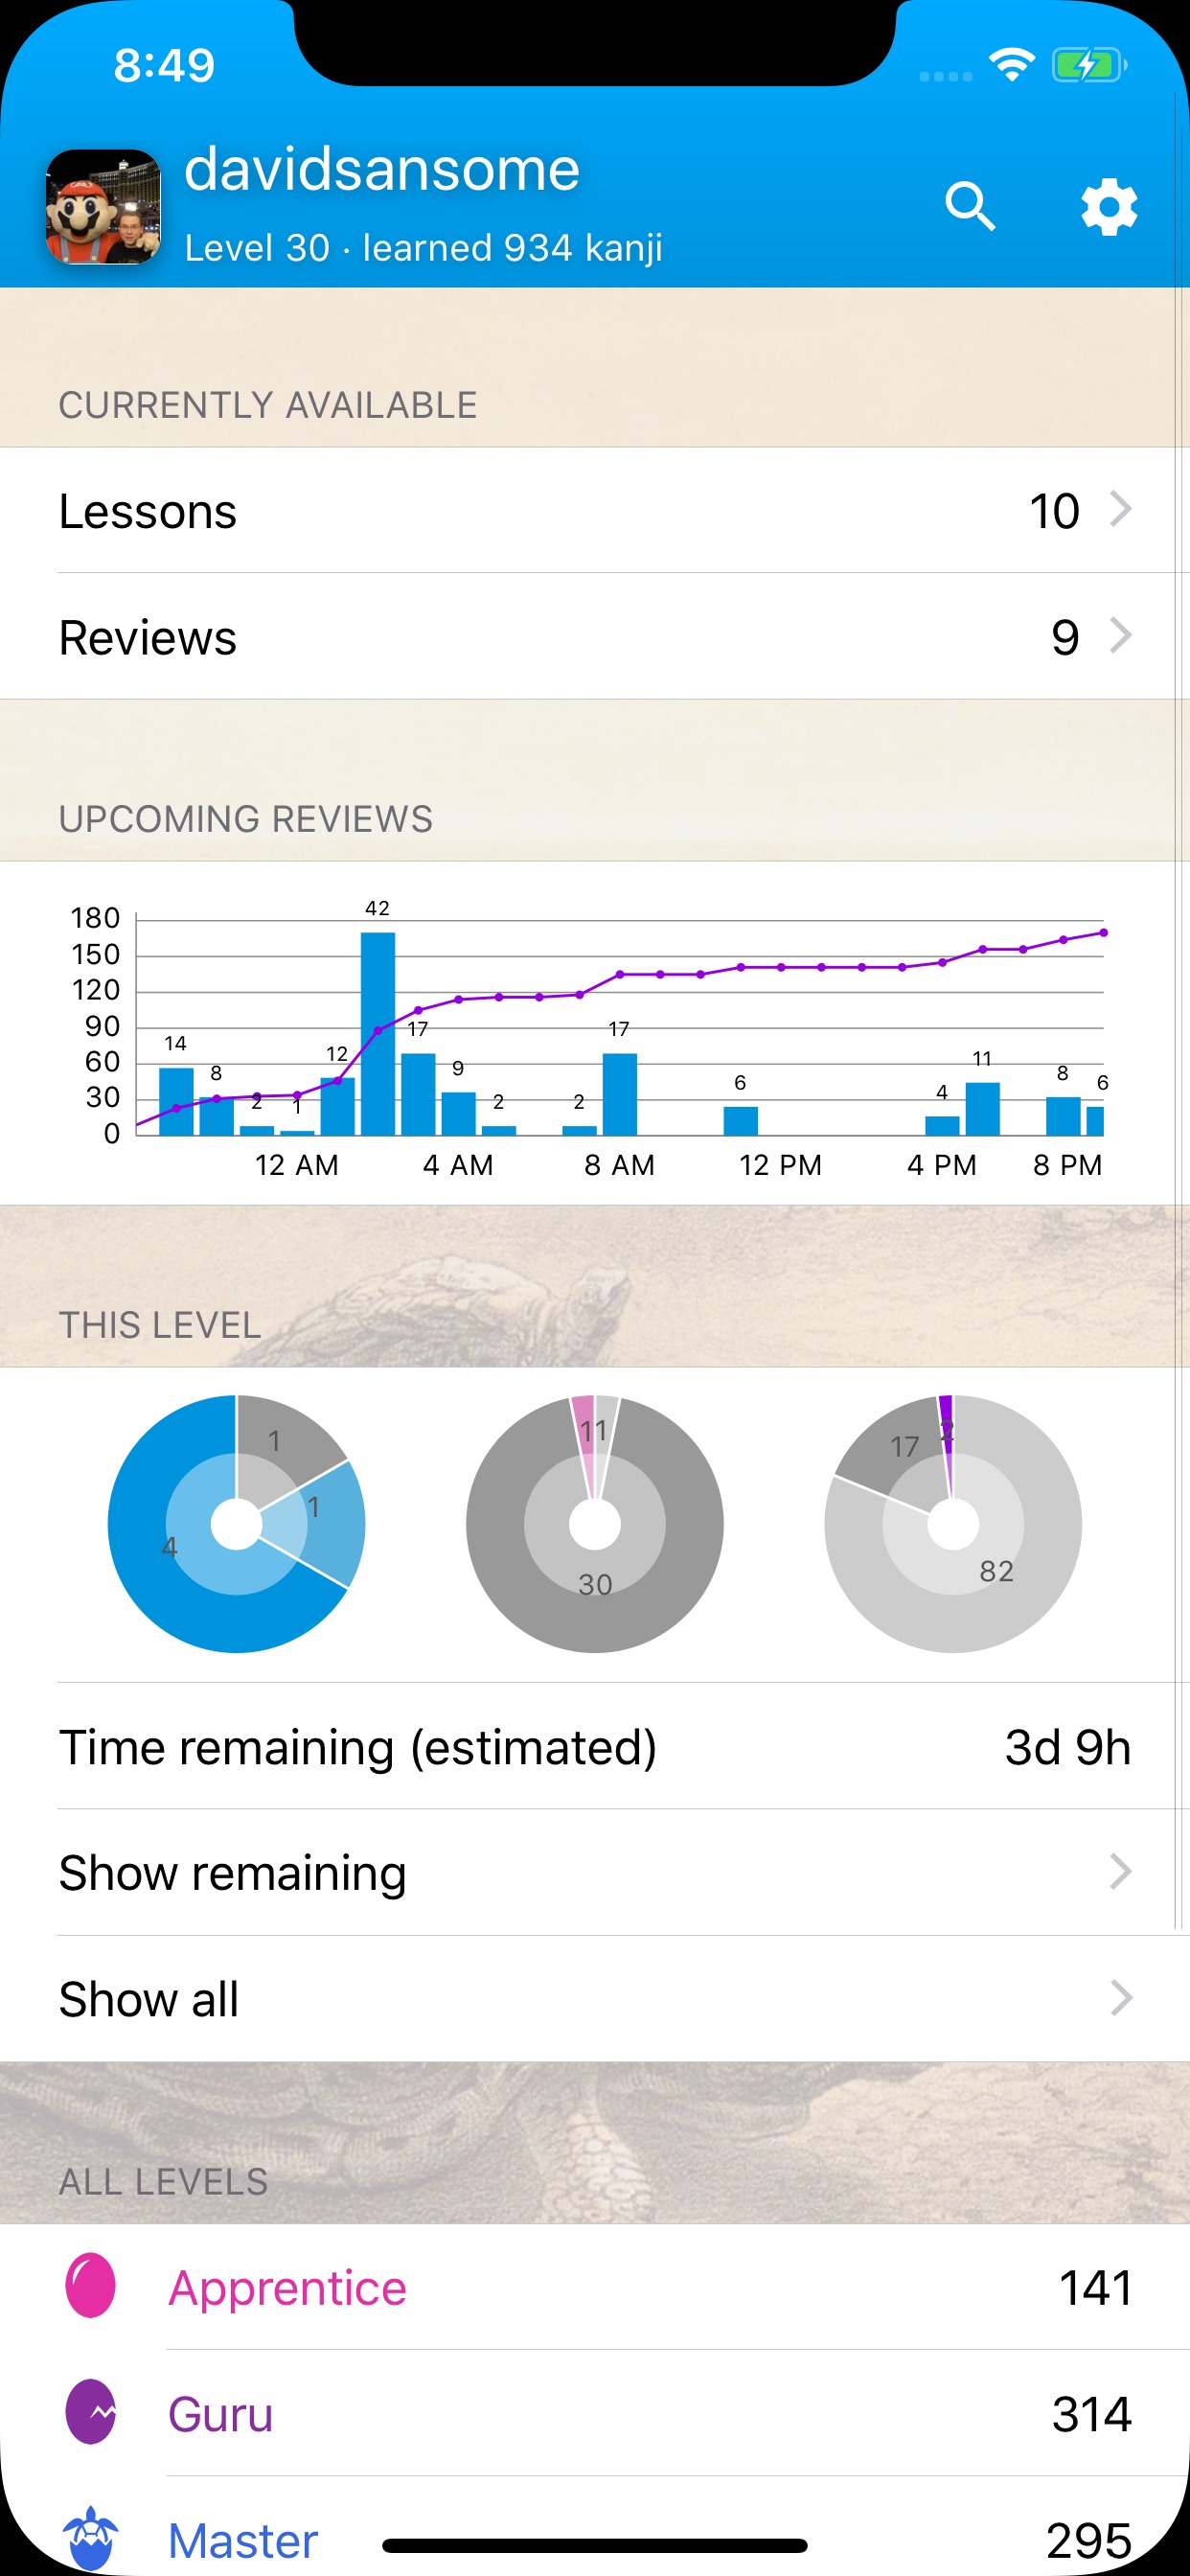 8:49
davidsansome
Level 30 · learned 934 kanji
CURRENTLY AVAILABLE
Lessons 10
Reviews 9
UPCOMING REVIEWS
180
150
120
90
60
30
0
14 8 2 1 12 42 17 9 2 2 17 6 4 11 8 6
12 AM 4 AM 8 AM 12 PM 4 PM 8 PM
THIS LEVEL
1 1 4
1 1 30
17 2 82
Time remaining (estimated) 3d 9h
Show remaining
Show all
ALL LEVELS
Apprentice 141
Guru 314
Master 295